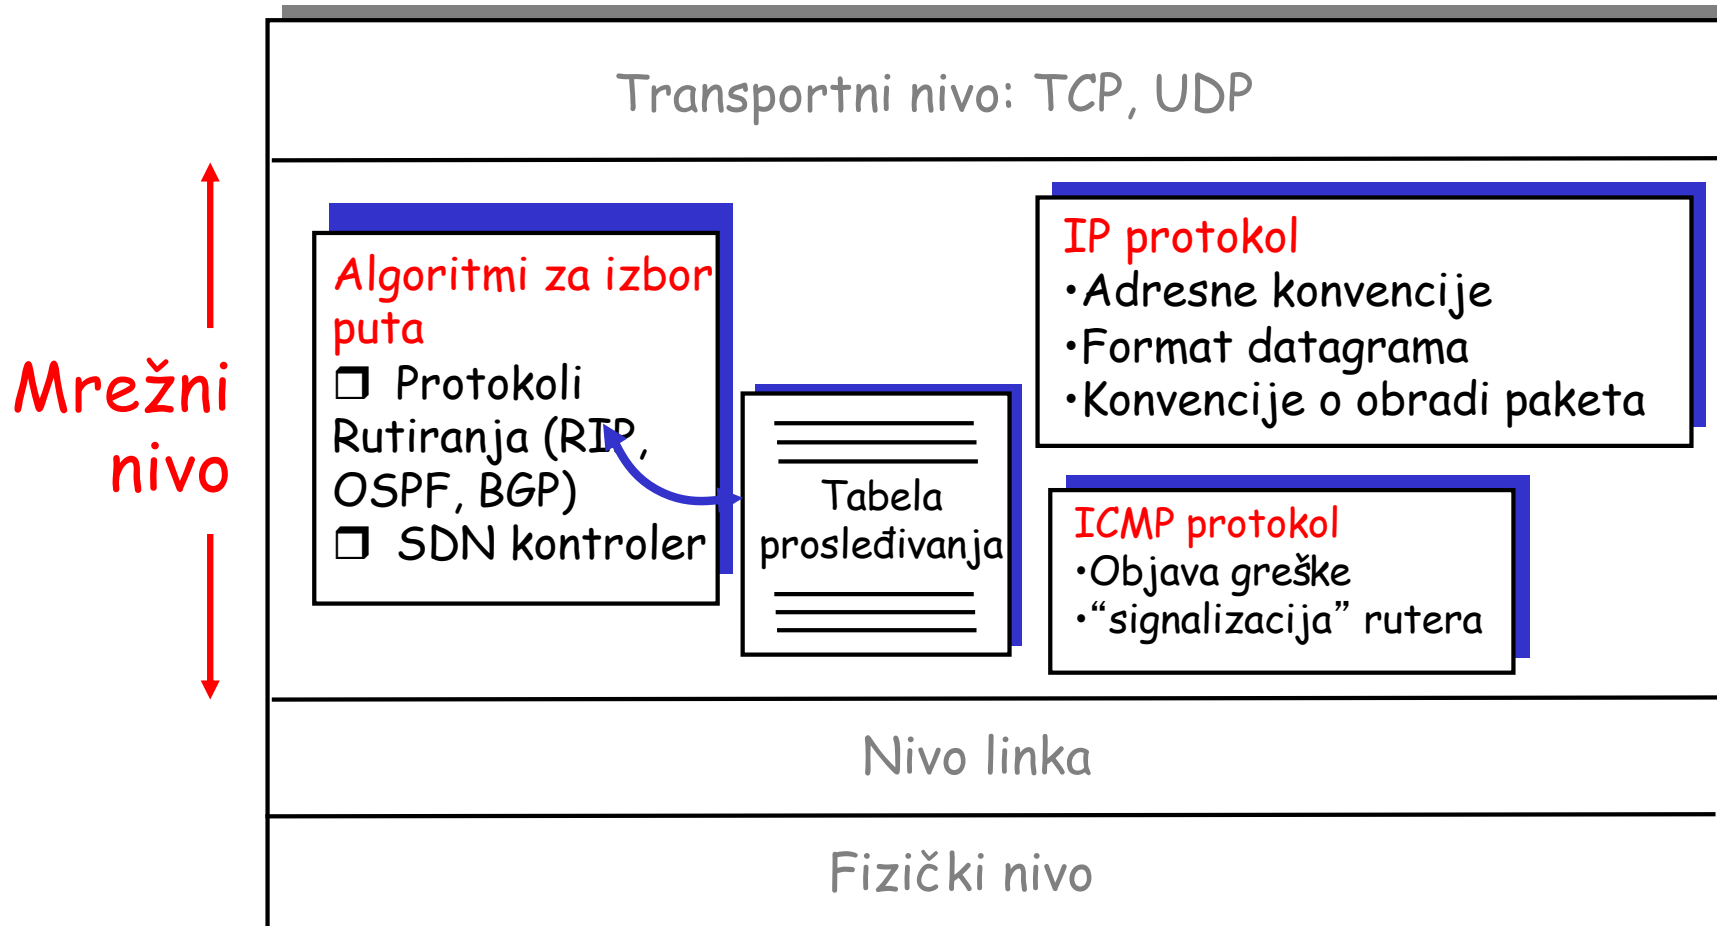 Transportni nivo: TCP, UDP
Mrežni
nivo
Algoritmi za izbor
puta
❒ Protokoli
Rutiranja (RIP,
OSPF, BGP)
❒ SDN kontroler
Tabela
prosleđivanja
IP protokol
•Adresne konvencije
•Format datagrama
•Konvencije o obradi paketa
ICMP protokol
•Objava greške
•“signalizacija” rutera
Nivo linka
Fizički nivo